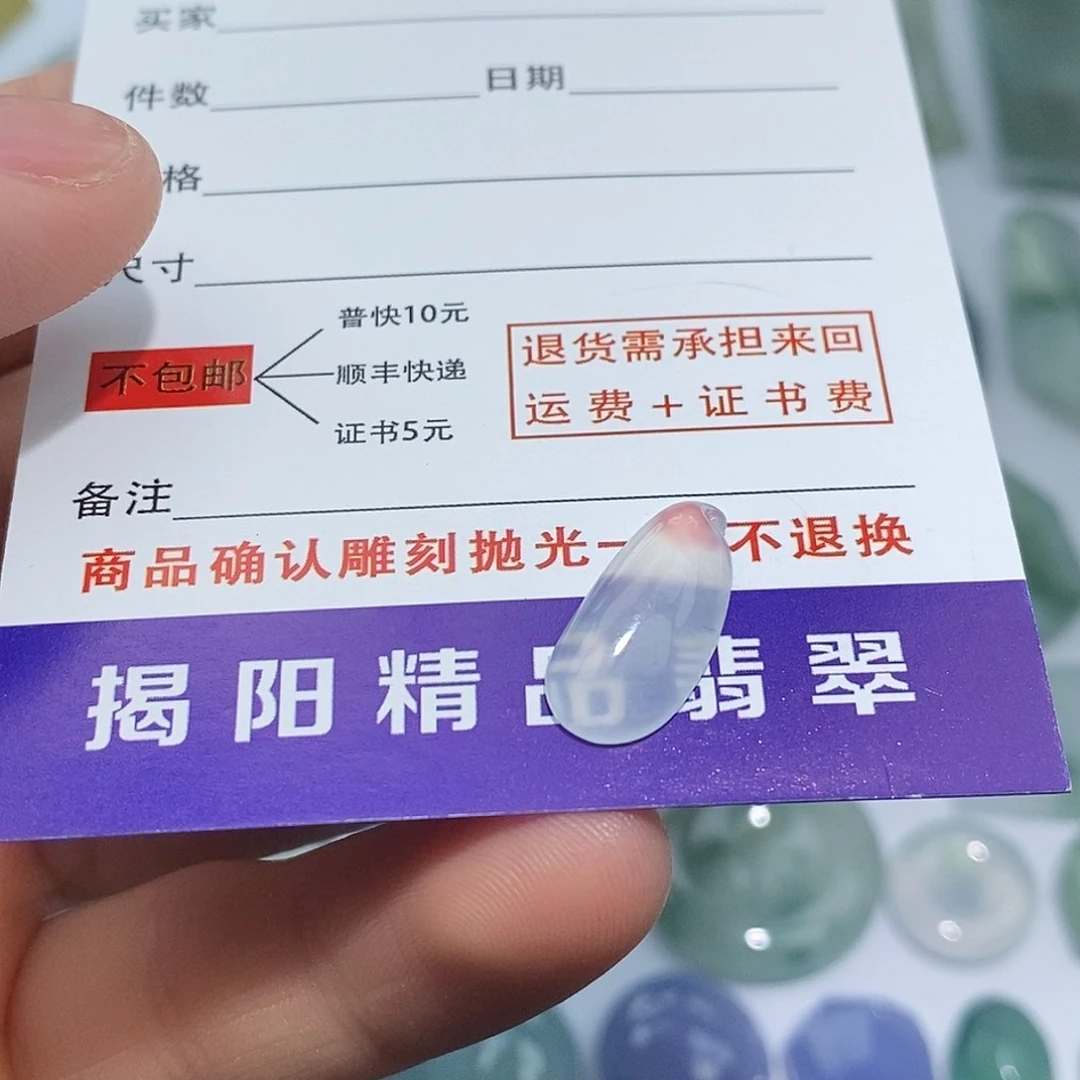 买家
件数 日期
格
尺寸
普快10元
不包邮
顺丰快递
证书5元
退货需承担来回
运费+证书费
备注
商品确认雕刻抛光一 不退换
揭阳精品翡翠